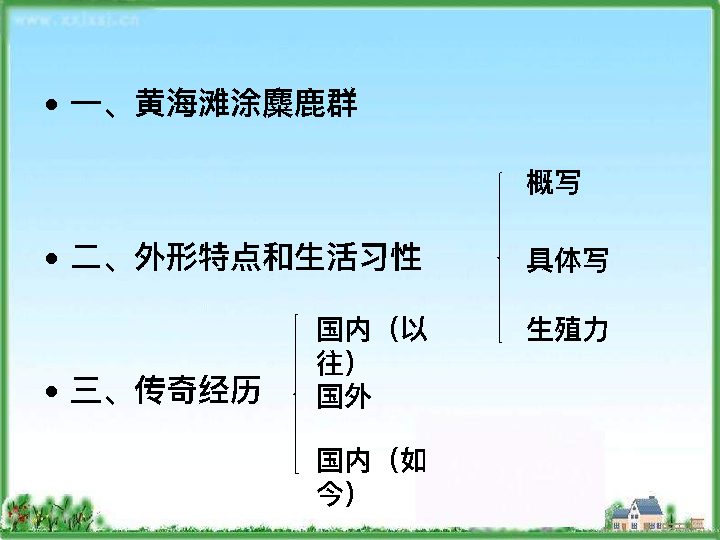 www.xxjxsj.cn
• 一、黄海滩涂麋鹿群
• 二、外形特点和生活习性
概写
具体写
生殖力
• 三、传奇经历
国内（以
往）
国外
国内（如
今）